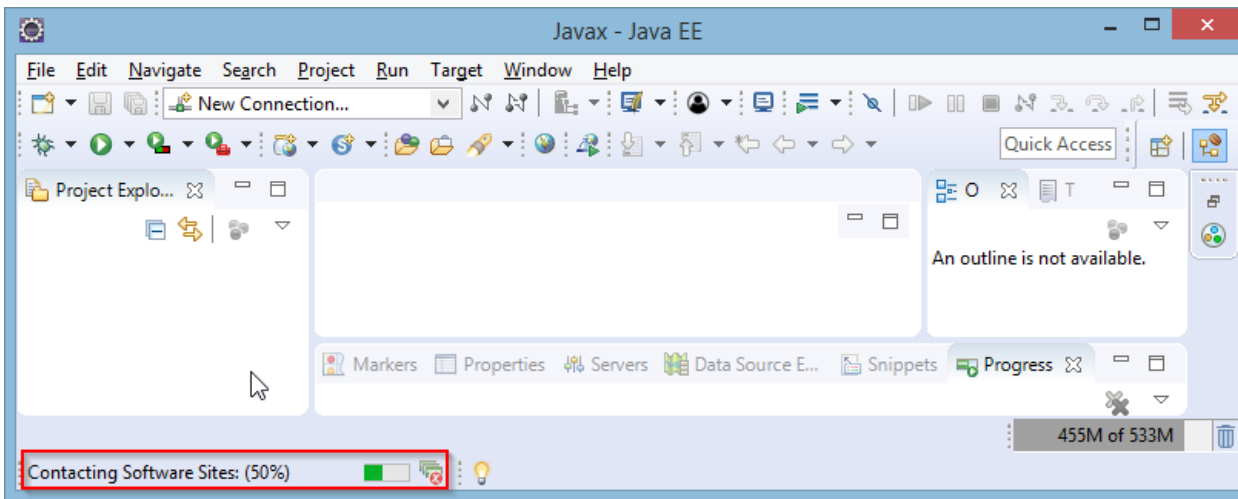 Javax - Java EE
File Edit Navigate Search Project Run Target Window Help
New Connection...
Quick Access
Project Explo...
O T
An outline is not available.
Markers Properties Servers Data Source E... Snippets Progress
455M of 533M
Contacting Software Sites: (50%)